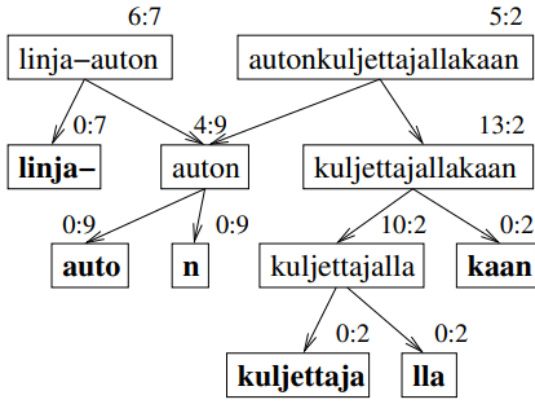 6:7 5:2
linja–auton autonkuljettajallakaan
0:7 4:9 13:2
linja– auton kuljettajallakaan
0:9 0:9 10:2 0:2
auto n kuljettajalla kaan
0:2 0:2
kuljettaja lla